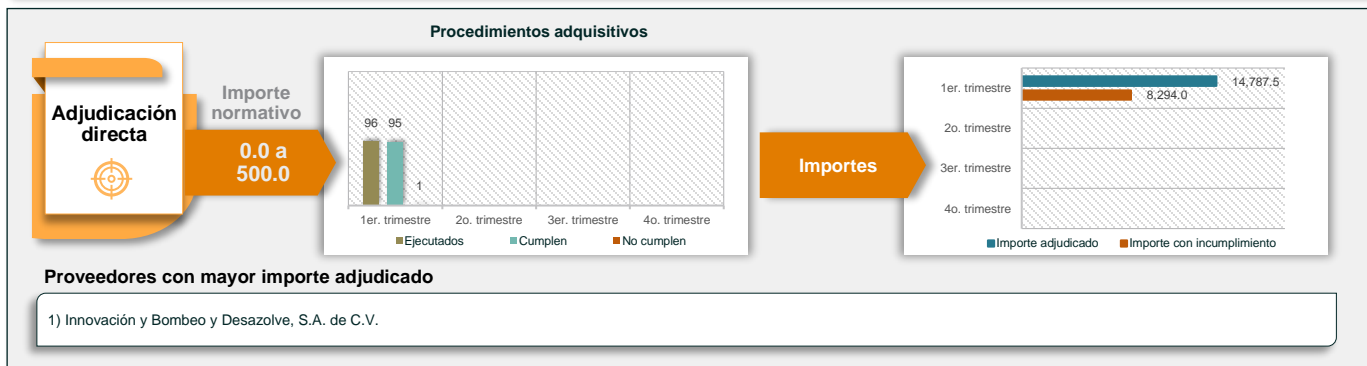 Procedimientos adquisitivos
Adjudicación
directa
Importe
normativo
0.0 a
500.0
96 95
1
1er. trimestre 2o. trimestre 3er. trimestre 4o. trimestre
Ejecutados Cumplen No cumplen
Importes
1er. trimestre
14,787.5
8,294.0
2o. trimestre
3er. trimestre
4o. trimestre
Importe adjudicado Importe con incumplimiento
Proveedores con mayor importe adjudicado
1) Innovación y Bombeo y Desazolve, S.A. de C.V.